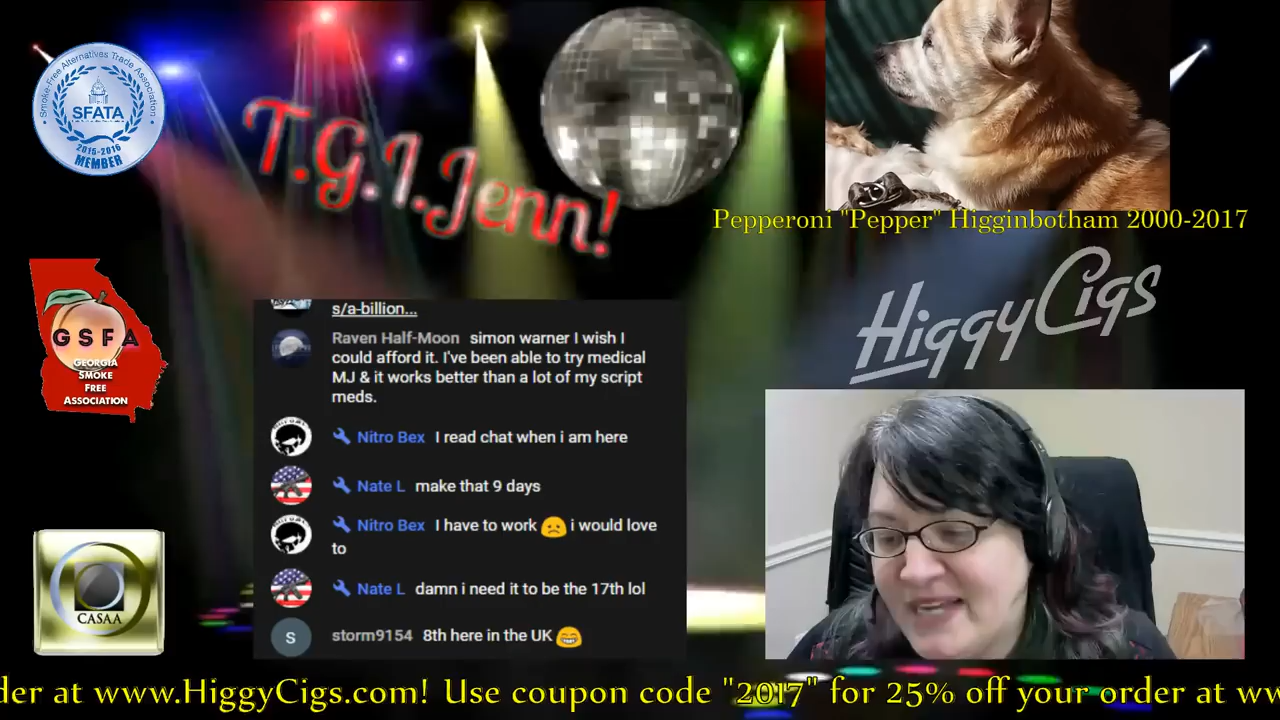 Smoke-Free Alternatives Trade Association
SFATA
2015-2016
MEMBER
T.G.I.Jenn!
Pepperoni "Pepper" Higginbotham 2000-2017
HiggyCigs
GSFA
GEORGIA
SMOKE
FREE
ASSOCIATION
s/a-billion...
Raven Half-Moon simon warner I wish I
could afford it. I've been able to try medical
MJ & it works better than a lot of my script
meds.
Nitro Bex I read chat when i am here
Nate L make that 9 days
Nitro Bex I have to work ☹️ i would love
to
Nate L damn i need it to be the 17th lol
S
storm9154 8th here in the UK 😁
CASAA
der at www.HiggyCigs.com! Use coupon code "2017" for 25% off your order at ww